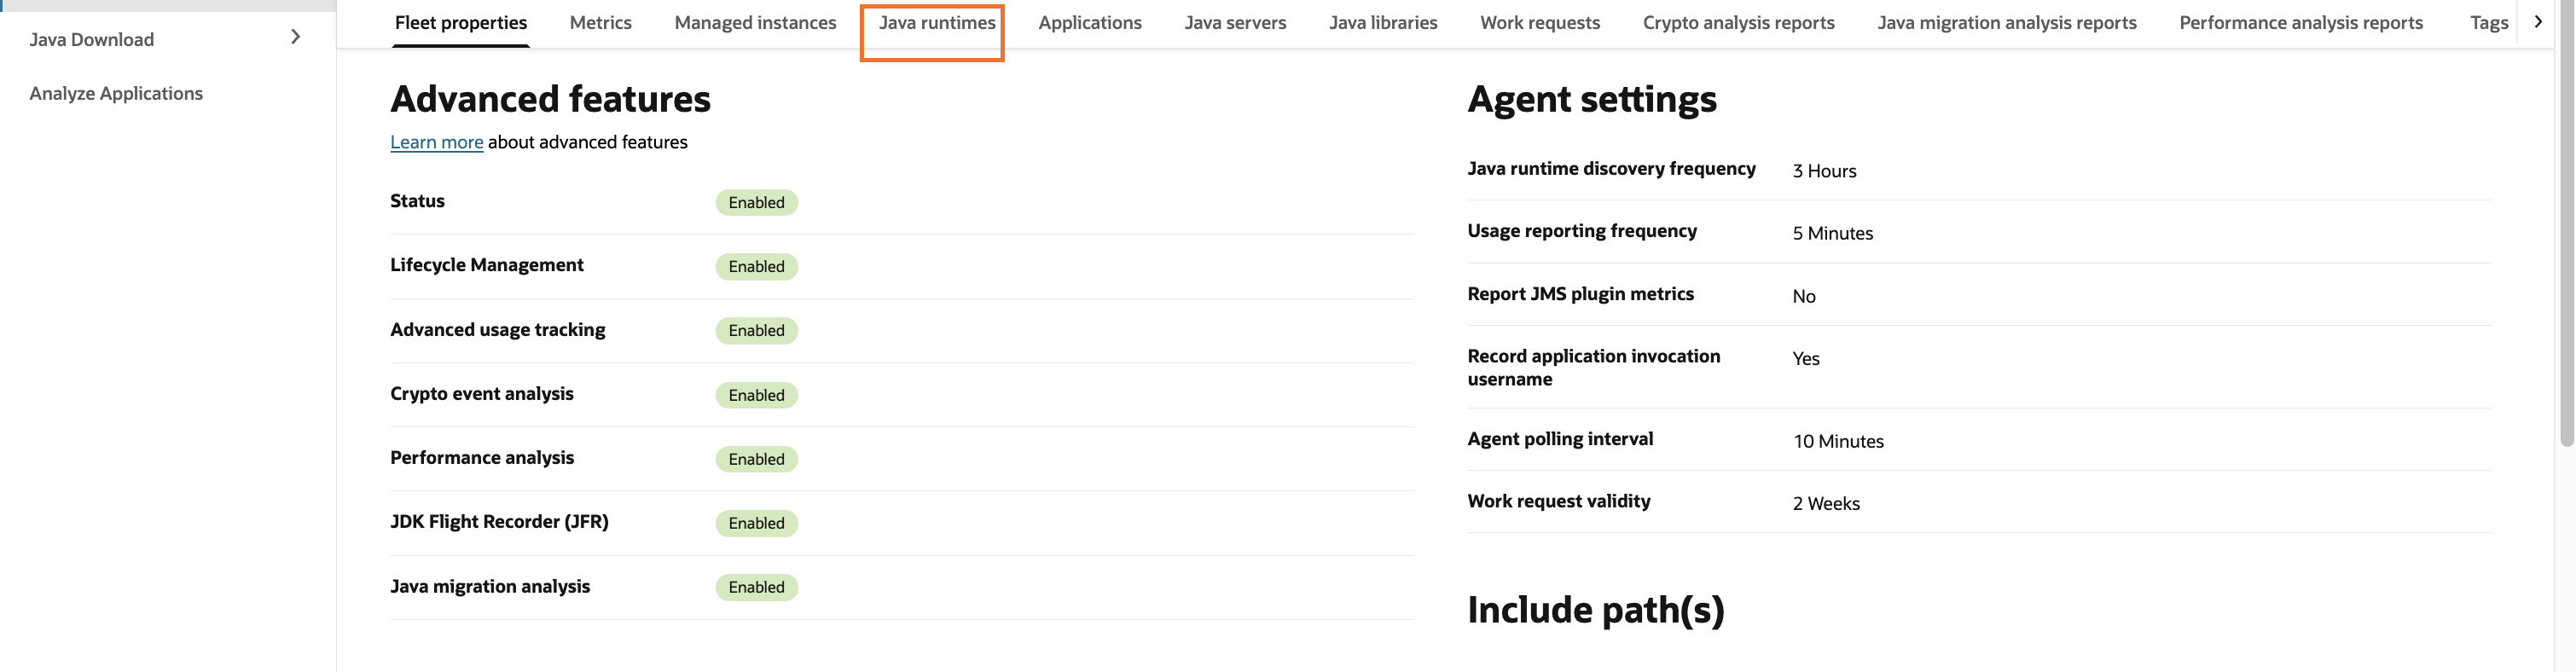 Java Download
Analyze Applications
Fleet properties Metrics Managed instances Java runtimes Applications Java servers Java libraries Work requests Crypto analysis reports Java migration analysis reports Performance analysis reports Tags
Advanced features
Learn more about advanced features
Status Enabled
Lifecycle Management Enabled
Advanced usage tracking Enabled
Crypto event analysis Enabled
Performance analysis Enabled
JDK Flight Recorder (JFR) Enabled
Java migration analysis Enabled
Agent settings
Java runtime discovery frequency 3 Hours
Usage reporting frequency 5 Minutes
Report JMS plugin metrics No
Record application invocation Yes
username
Agent polling interval 10 Minutes
Work request validity 2 Weeks
Include path(s)